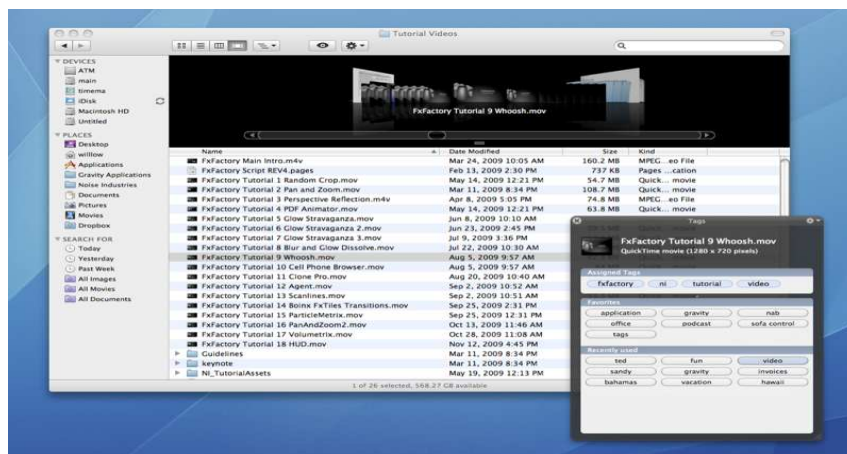 Tutorial Videos
FxFactory Tutorial 9 Whoosh.mov
DEVICES
ATM
main
timema
iDisk
Macintosh HD
Untitled
PLACES
Desktop
willlow
Applications
Gravity Applications
Noise Industries
Documents
Pictures
Movies
Dropbox
SEARCH FOR
Today
Yesterday
Past Week
All Images
All Movies
All Documents
Name Date Modified Size Kind
FxFactory Main Intro.m4v Mar 24, 2009 10:05 AM 160.2 MB MPEG...eo File
FxFactory Script REV4.pages Feb 13, 2009 2:30 PM 737 KB Pages ...cation
FxFactory Tutorial 1 Random Crop.mov May 14, 2009 12:21 PM 54.7 MB Quick... movie
FxFactory Tutorial 2 Pan and Zoom.mov Mar 11, 2009 8:34 PM 108.7 MB Quick... movie
FxFactory Tutorial 3 Perspective Reflection.m4v Apr 8, 2009 5:05 PM 74.8 MB MPEG...eo File
FxFactory Tutorial 4 PDF Animator.mov May 14, 2009 12:21 PM 63.8 MB Quick... movie
FxFactory Tutorial 5 Glow Stravaganza.mov Jun 8, 2009 10:10 AM
FxFactory Tutorial 6 Glow Stravaganza 2.mov Jun 23, 2009 2:45 PM
FxFactory Tutorial 7 Glow Stravaganza 3.mov Jul 9, 2009 3:36 PM
FxFactory Tutorial 8 Blur and Glow Dissolve.mov Jul 22, 2009 10:30 AM
FxFactory Tutorial 9 Whoosh.mov Aug 5, 2009 9:57 AM
FxFactory Tutorial 10 Cell Phone Browser.mov Aug 5, 2009 9:57 AM
FxFactory Tutorial 11 Clone Pro.mov Aug 20, 2009 10:40 AM
FxFactory Tutorial 12 Agent.mov Sep 2, 2009 10:52 AM
FxFactory Tutorial 13 Scanlines.mov Sep 2, 2009 10:51 AM
FxFactory Tutorial 14 Boinx FxTiles Transitions.mov Sep 25, 2009 2:31 PM
FxFactory Tutorial 15 ParticleMetrix.mov Sep 25, 2009 12:31 PM
FxFactory Tutorial 16 PanAndZoom2.mov Oct 13, 2009 11:46 AM
FxFactory Tutorial 17 Volumetrix.mov Oct 28, 2009 11:08 AM
FxFactory Tutorial 18 HUD.mov Nov 12, 2009 4:45 PM
Guidelines Mar 11, 2009 8:34 PM
keynote Mar 11, 2009 8:34 PM
NI_TutorialAssets May 19, 2009 12:13 PM
1 of 26 selected, 568.27 GB available
Tags
FxFactory Tutorial 9 Whoosh.mov
QuickTime movie (1280 x 720 pixels)
Assigned Tags
fxfactory ni tutorial video
Favorites
application gravity nab
office podcast sofa control
tags
Recently used
ted fun video
sandy gravity invoices
bahamas vacation hawaii